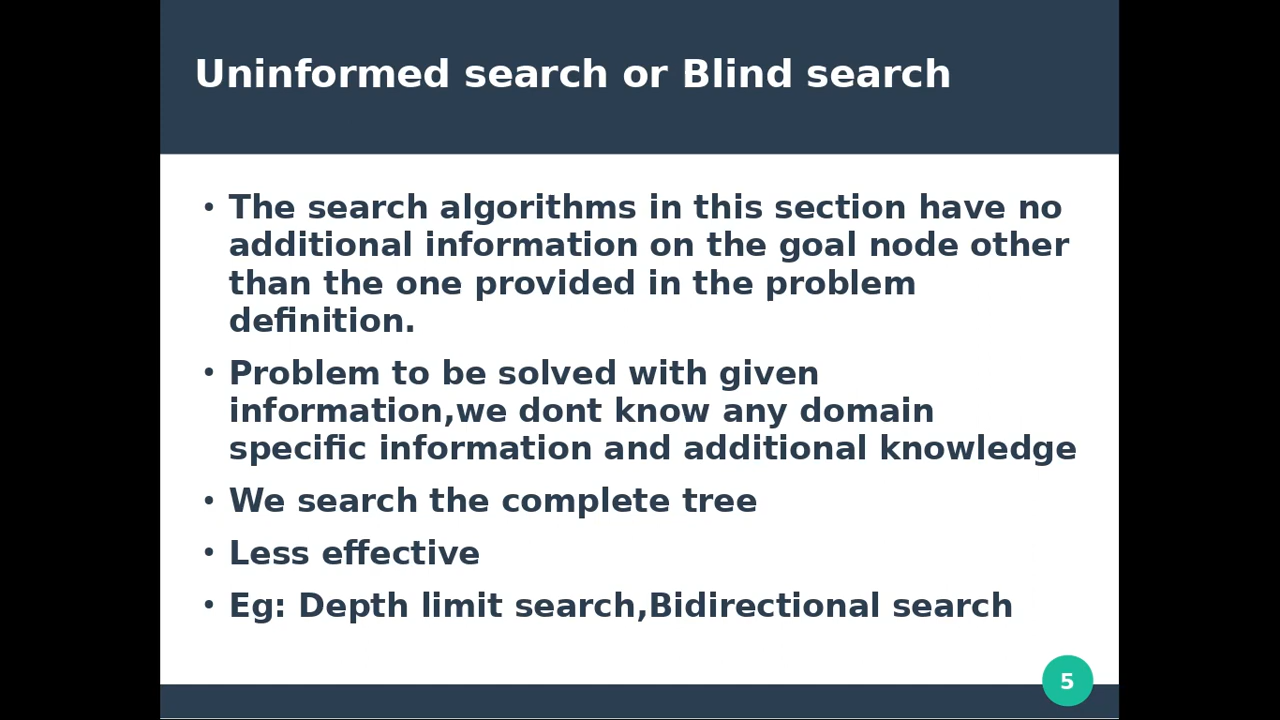 Uninformed search or Blind search
• The search algorithms in this section have no
additional information on the goal node other
than the one provided in the problem
definition.
• Problem to be solved with given
information,we dont know any domain
specific information and additional knowledge
• We search the complete tree
• Less effective
• Eg: Depth limit search,Bidirectional search
5